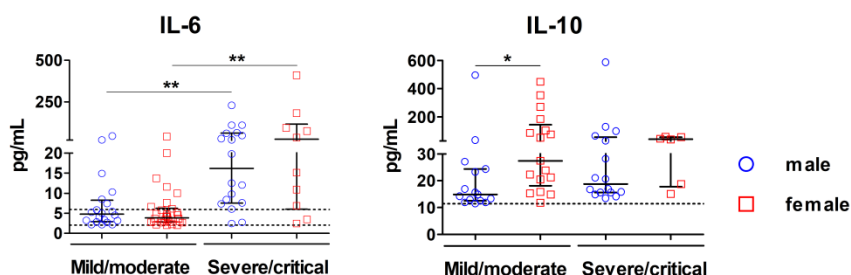 IL-6
pg/mL
500
250
20
15
10
5
0
**
**
Mild/moderate Severe/critical
IL-10
pg/mL
600
400
200
30
20
10
0
*
Mild/moderate Severe/critical
male
female